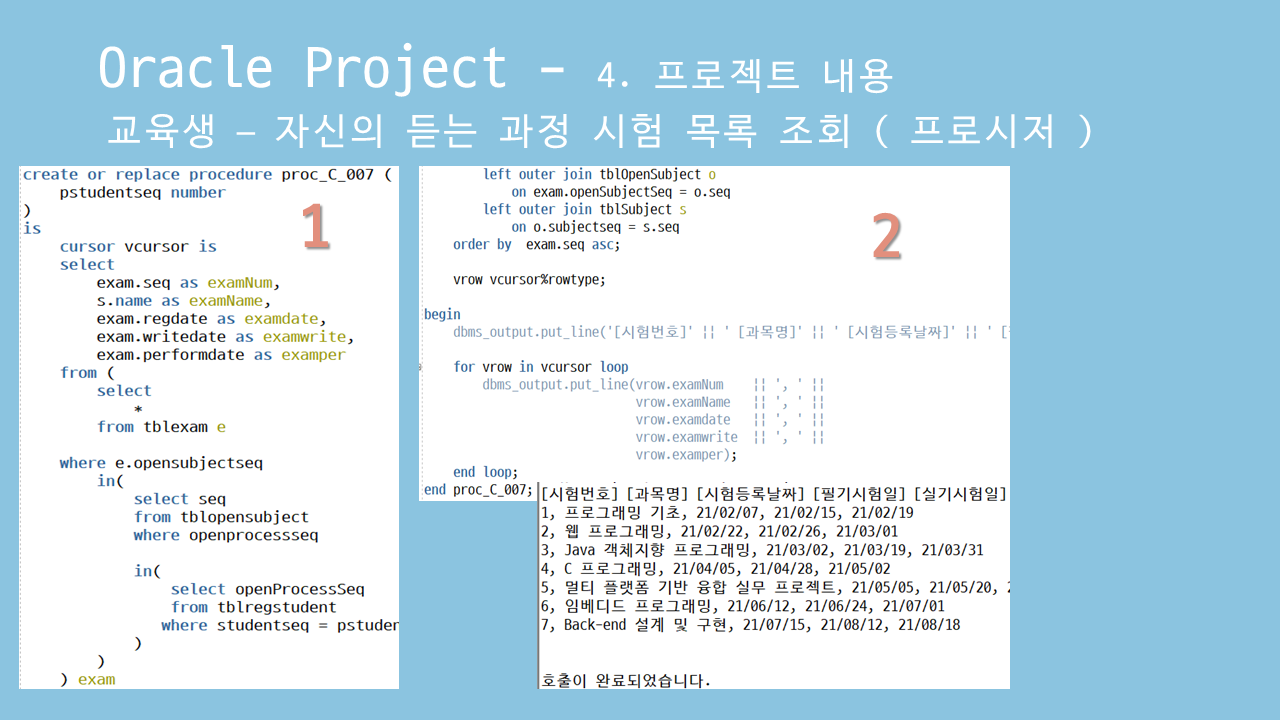 Oracle Project - 4. 프로젝트 내용
교육생 – 자신의 듣는 과정 시험 목록 조회 ( 프로시저 )
create or replace procedure proc_C_007 (
pstudentseq number
)
is
cursor vcursor is
select
exam.seq as examNum,
s.name as examName,
exam.regdate as examdate,
exam.writedate as examwrite,
exam.performdate as examper
from (
select
*
from tblexam e
where e.opensubjectseq
in(
select seq
from tblopensubject
where openprocessseq
in(
select openProcessSeq
from tblregstudent
where studentseq = pstuden
)
)
) exam
1
left outer join tblOpenSubject o
on exam.openSubjectSeq = o.seq
left outer join tblSubject s
on o.subjectseq = s.seq
order by  exam.seq asc;
vrow vcursor%rowtype;
begin
dbms_output.put_line('[시험번호]' || ' [과목명]' || ' [시험등록날짜]' || ' [
for vrow in vcursor loop
dbms_output.put_line(vrow.examNum || ', ' ||
vrow.examName || ', ' ||
vrow.examdate || ', ' ||
vrow.examwrite || ', ' ||
vrow.examper);
end loop;
end proc_C_007;
2
[시험번호] [과목명] [시험등록날짜] [필기시험일] [실기시험일]
1, 프로그래밍 기초, 21/02/07, 21/02/15, 21/02/19
2, 웹 프로그래밍, 21/02/22, 21/02/26, 21/03/01
3, Java 객체지향 프로그래밍, 21/03/02, 21/03/19, 21/03/31
4, C 프로그래밍, 21/04/05, 21/04/28, 21/05/02
5, 멀티 플랫폼 기반 융합 실무 프로젝트, 21/05/05, 21/05/20,
6, 임베디드 프로그래밍, 21/06/12, 21/06/24, 21/07/01
7, Back-end 설계 및 구현, 21/07/15, 21/08/12, 21/08/18
호출이 완료되었습니다.